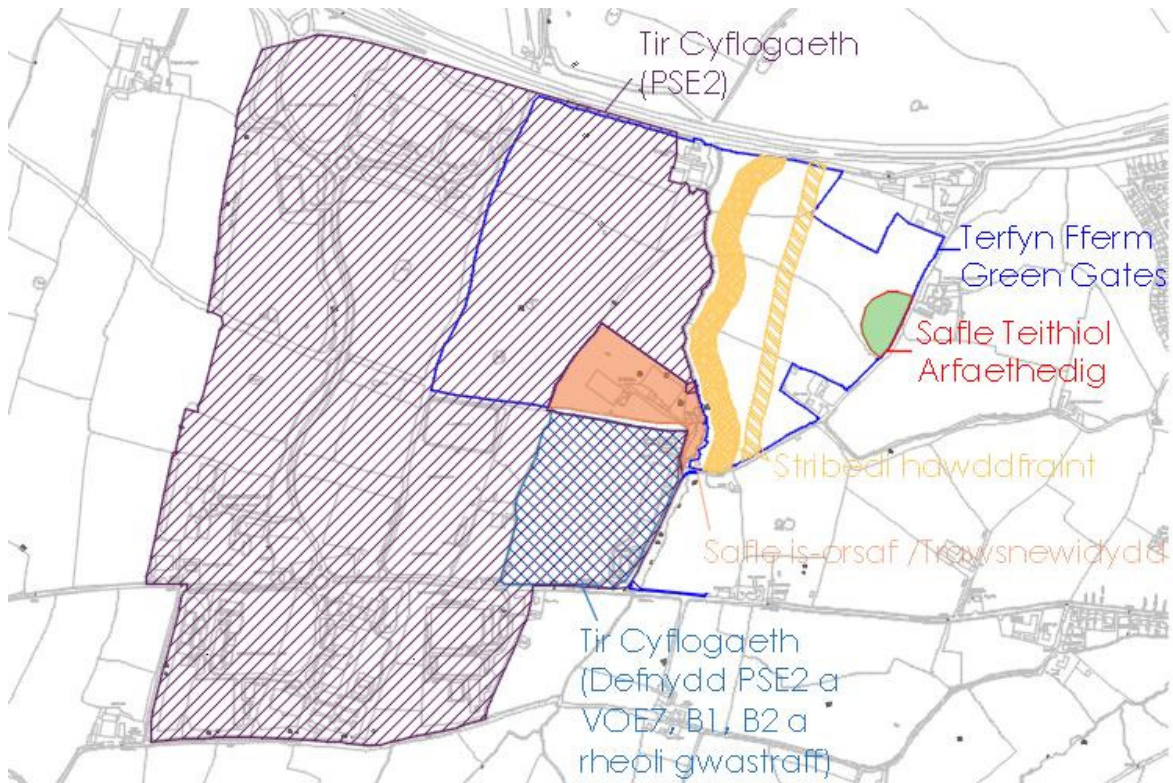 Tir Cyflogaeth
(PSE2)
Terfyn Fferm
Green Gates
Safle Teithiol
Arfaethedig
Stribedi hawddfraint
Safle is-orsaf /Trawsnewidydd
Tir Cyflogaeth
(Defnydd PSE2 a
VOE7, B1, B2 a
rheoli gwastraff)